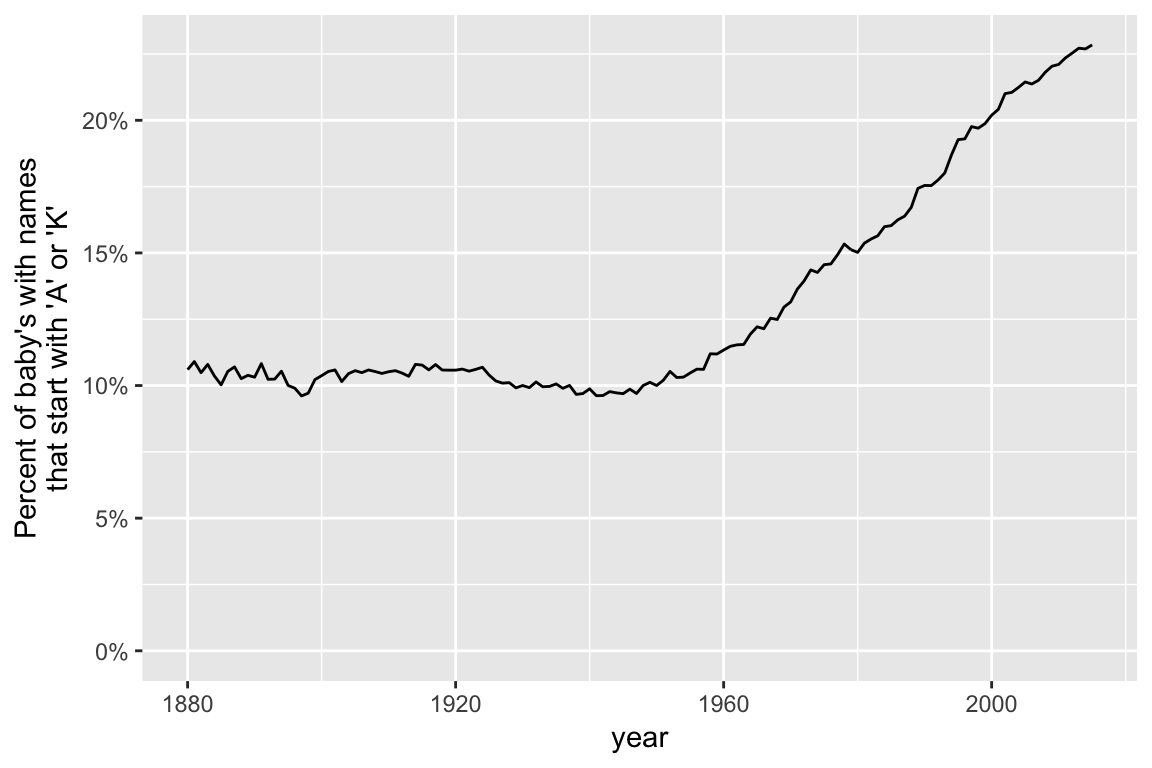 Percent of baby's with names
that start with 'A' or 'K'
20%
15%
10%
5%
0%
1880 1920 1960 2000
year